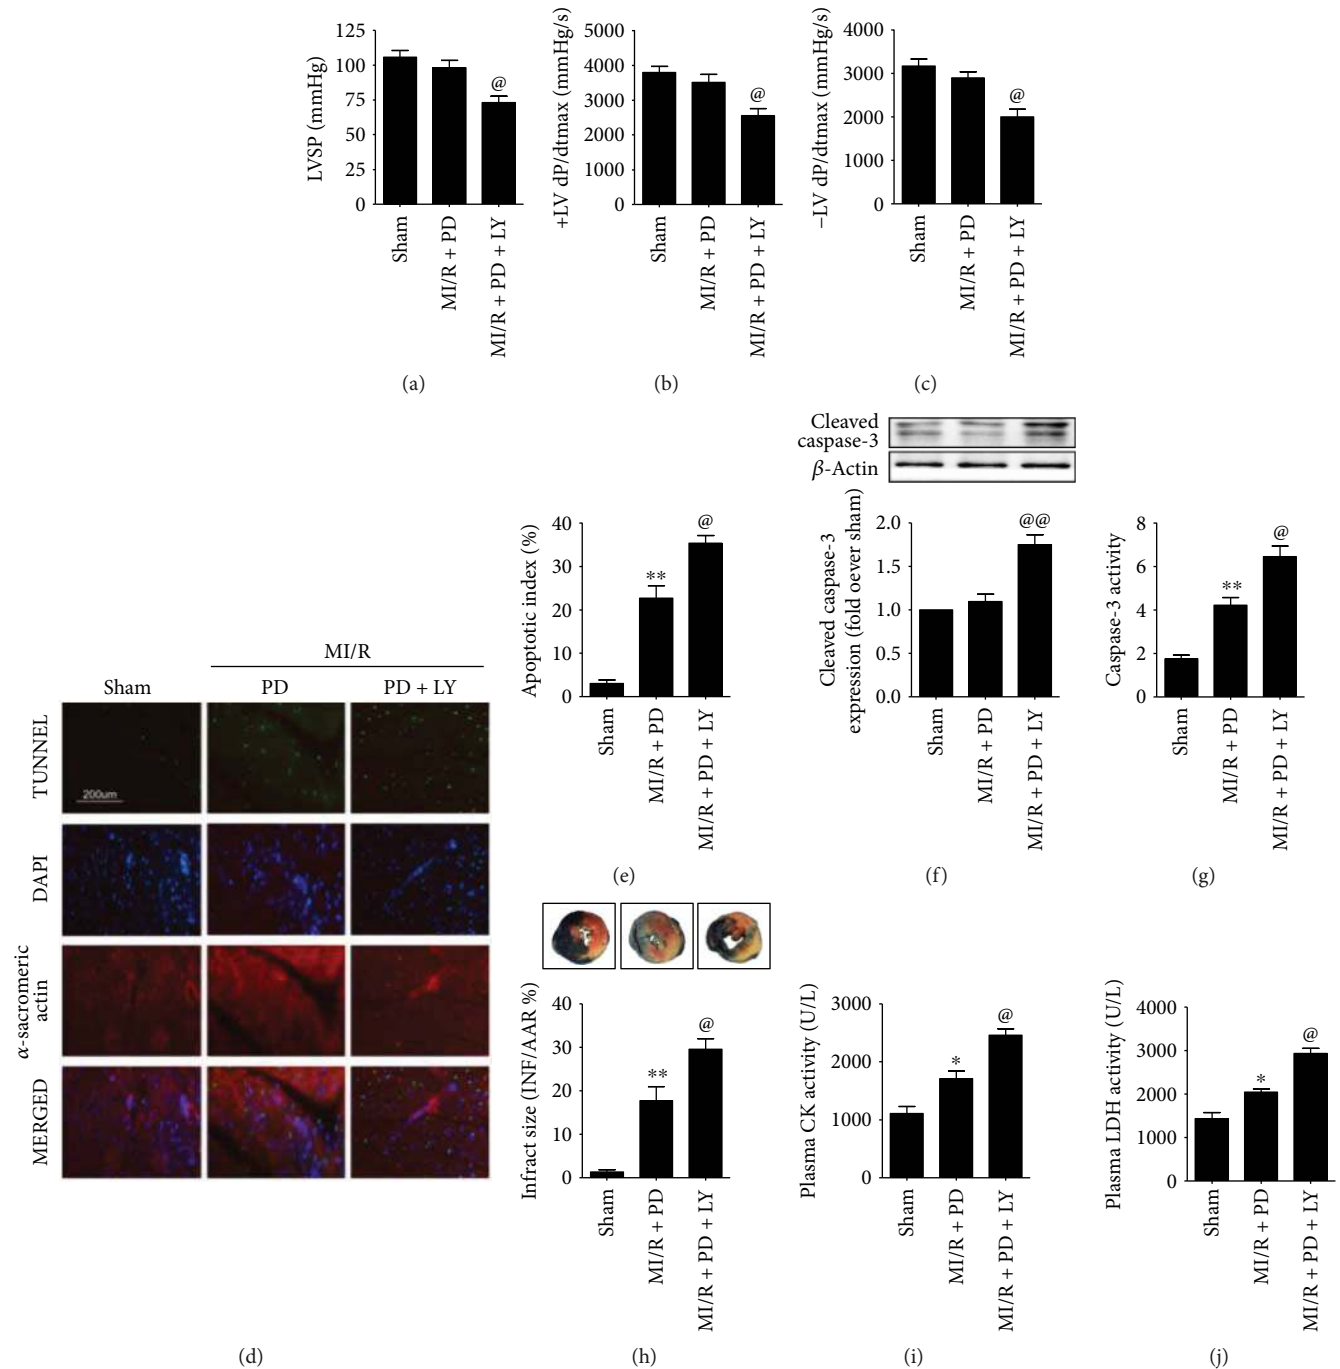 LVSP (mmHg)
125
100
75
50
25
0
@
Sham
MI/R + PD
MI/R + PD + LY
(a)
+LV dP/dtmax (mmHg/s)
5000
4000
3000
2000
1000
0
@
Sham
MI/R + PD
MI/R + PD + LY
(b)
−LV dP/dtmax (mmHg/s)
4000
3000
2000
1000
0
@
Sham
MI/R + PD
MI/R + PD + LY
(c)
MI/R
Sham
PD
PD + LY
TUNNEL
200um
DAPI
α-sacromeric
actin
MERGED
(d)
Apoptotic index (%)
40
30
20
10
0
**
@
Sham
MI/R + PD
MI/R + PD + LY
(e)
Cleaved
caspase-3
β-Actin
Cleaved caspase-3
expression (fold oever sham)
2.0
1.5
1.0
0.5
0.0
@@
Sham
MI/R + PD
MI/R + PD + LY
(f)
Caspase-3 activity
8
6
4
2
0
**
@
Sham
MI/R + PD
MI/R + PD + LY
(g)
Infract size (INF/AAR %)
40
30
20
10
0
**
@
Sham
MI/R + PD
MI/R + PD + LY
(h)
Plasma CK activity (U/L)
3000
2000
1000
0
*
@
Sham
MI/R + PD
MI/R + PD + LY
(i)
Plasma LDH activity (U/L)
4000
3000
2000
1000
0
*
@
Sham
MI/R + PD
MI/R + PD + LY
(j)